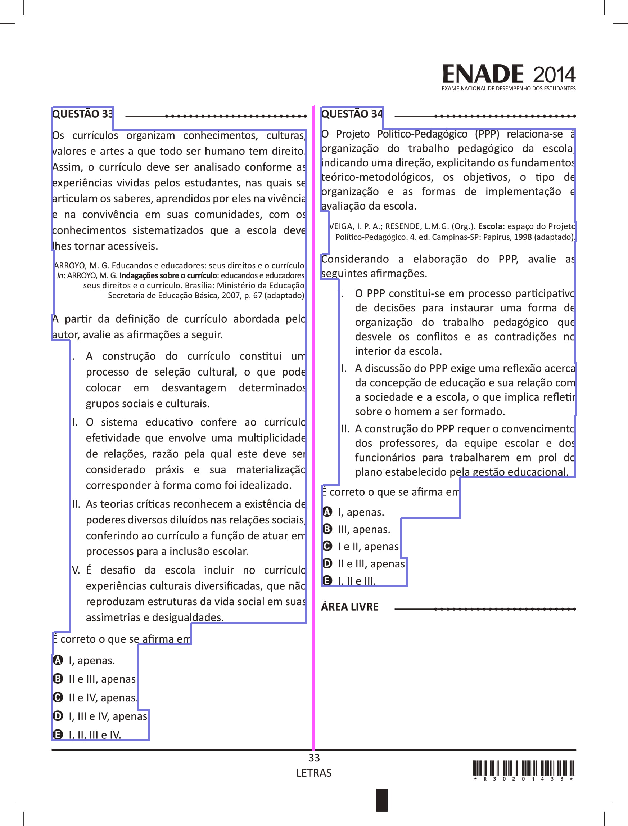 ENADE 2014
EXAME NACIONAL DE DESEMPENHO DOS ESTUDANTES
QUESTÃO 33
Os currículos organizam conhecimentos, culturas,
valores e artes a que todo ser humano tem direito.
Assim, o currículo deve ser analisado conforme as
experiências vividas pelos estudantes, nas quais se
articulam os saberes, aprendidos por eles na vivência
e na convivência em suas comunidades, com os
conhecimentos sistematizados que a escola deve
lhes tornar acessíveis.
ARROYO, M. G. Educandos e educadores: seus direitos e o currículo.
In: ARROYO, M. G. Indagações sobre o currículo: educandos e educadores
seus direitos e o currículo. Brasília: Ministério da Educação
Secretaria de Educação Básica, 2007, p. 67 (adaptado).
A partir da definição de currículo abordada pelo
autor, avalie as afirmações a seguir.
I. A construção do currículo constitui um
processo de seleção cultural, o que pode
colocar em desvantagem determinados
grupos sociais e culturais.
II. O sistema educativo confere ao currículo
efetividade que envolve uma multiplicidade
de relações, razão pela qual este deve ser
considerado práxis e sua materialização
corresponder à forma como foi idealizado.
III. As teorias críticas reconhecem a existência de
poderes diversos diluídos nas relações sociais,
conferindo ao currículo a função de atuar em
processos para a inclusão escolar.
IV. É desafio da escola incluir no currículo
experiências culturais diversificadas, que não
reproduzam estruturas da vida social em suas
assimetrias e desigualdades.
É correto o que se afirma em
A I, apenas.
B II e III, apenas.
C II e IV, apenas.
D I, III e IV, apenas.
E I, II, III e IV.
QUESTÃO 34
O Projeto Político-Pedagógico (PPP) relaciona-se à
organização do trabalho pedagógico da escola,
indicando uma direção, explicitando os fundamentos
teórico-metodológicos, os objetivos, o tipo de
organização e as formas de implementação e
avaliação da escola.
VEIGA, I. P. A.; RESENDE, L.M.G. (Org.). Escola: espaço do Projeto
Político-Pedagógico. 4. ed. Campinas-SP: Papirus, 1998 (adaptado).
Considerando a elaboração do PPP, avalie as
seguintes afirmações.
I. O PPP constitui-se em processo participativo
de decisões para instaurar uma forma de
organização do trabalho pedagógico que
desvele os conflitos e as contradições no
interior da escola.
II. A discussão do PPP exige uma reflexão acerca
da concepção de educação e sua relação com
a sociedade e a escola, o que implica refletir
sobre o homem a ser formado.
III. A construção do PPP requer o convencimento
dos professores, da equipe escolar e dos
funcionários para trabalharem em prol do
plano estabelecido pela gestão educacional.
É correto o que se afirma em
A I, apenas.
B III, apenas.
C I e II, apenas.
D II e III, apenas.
E I, II e III.
ÁREA LIVRE
33
LETRAS